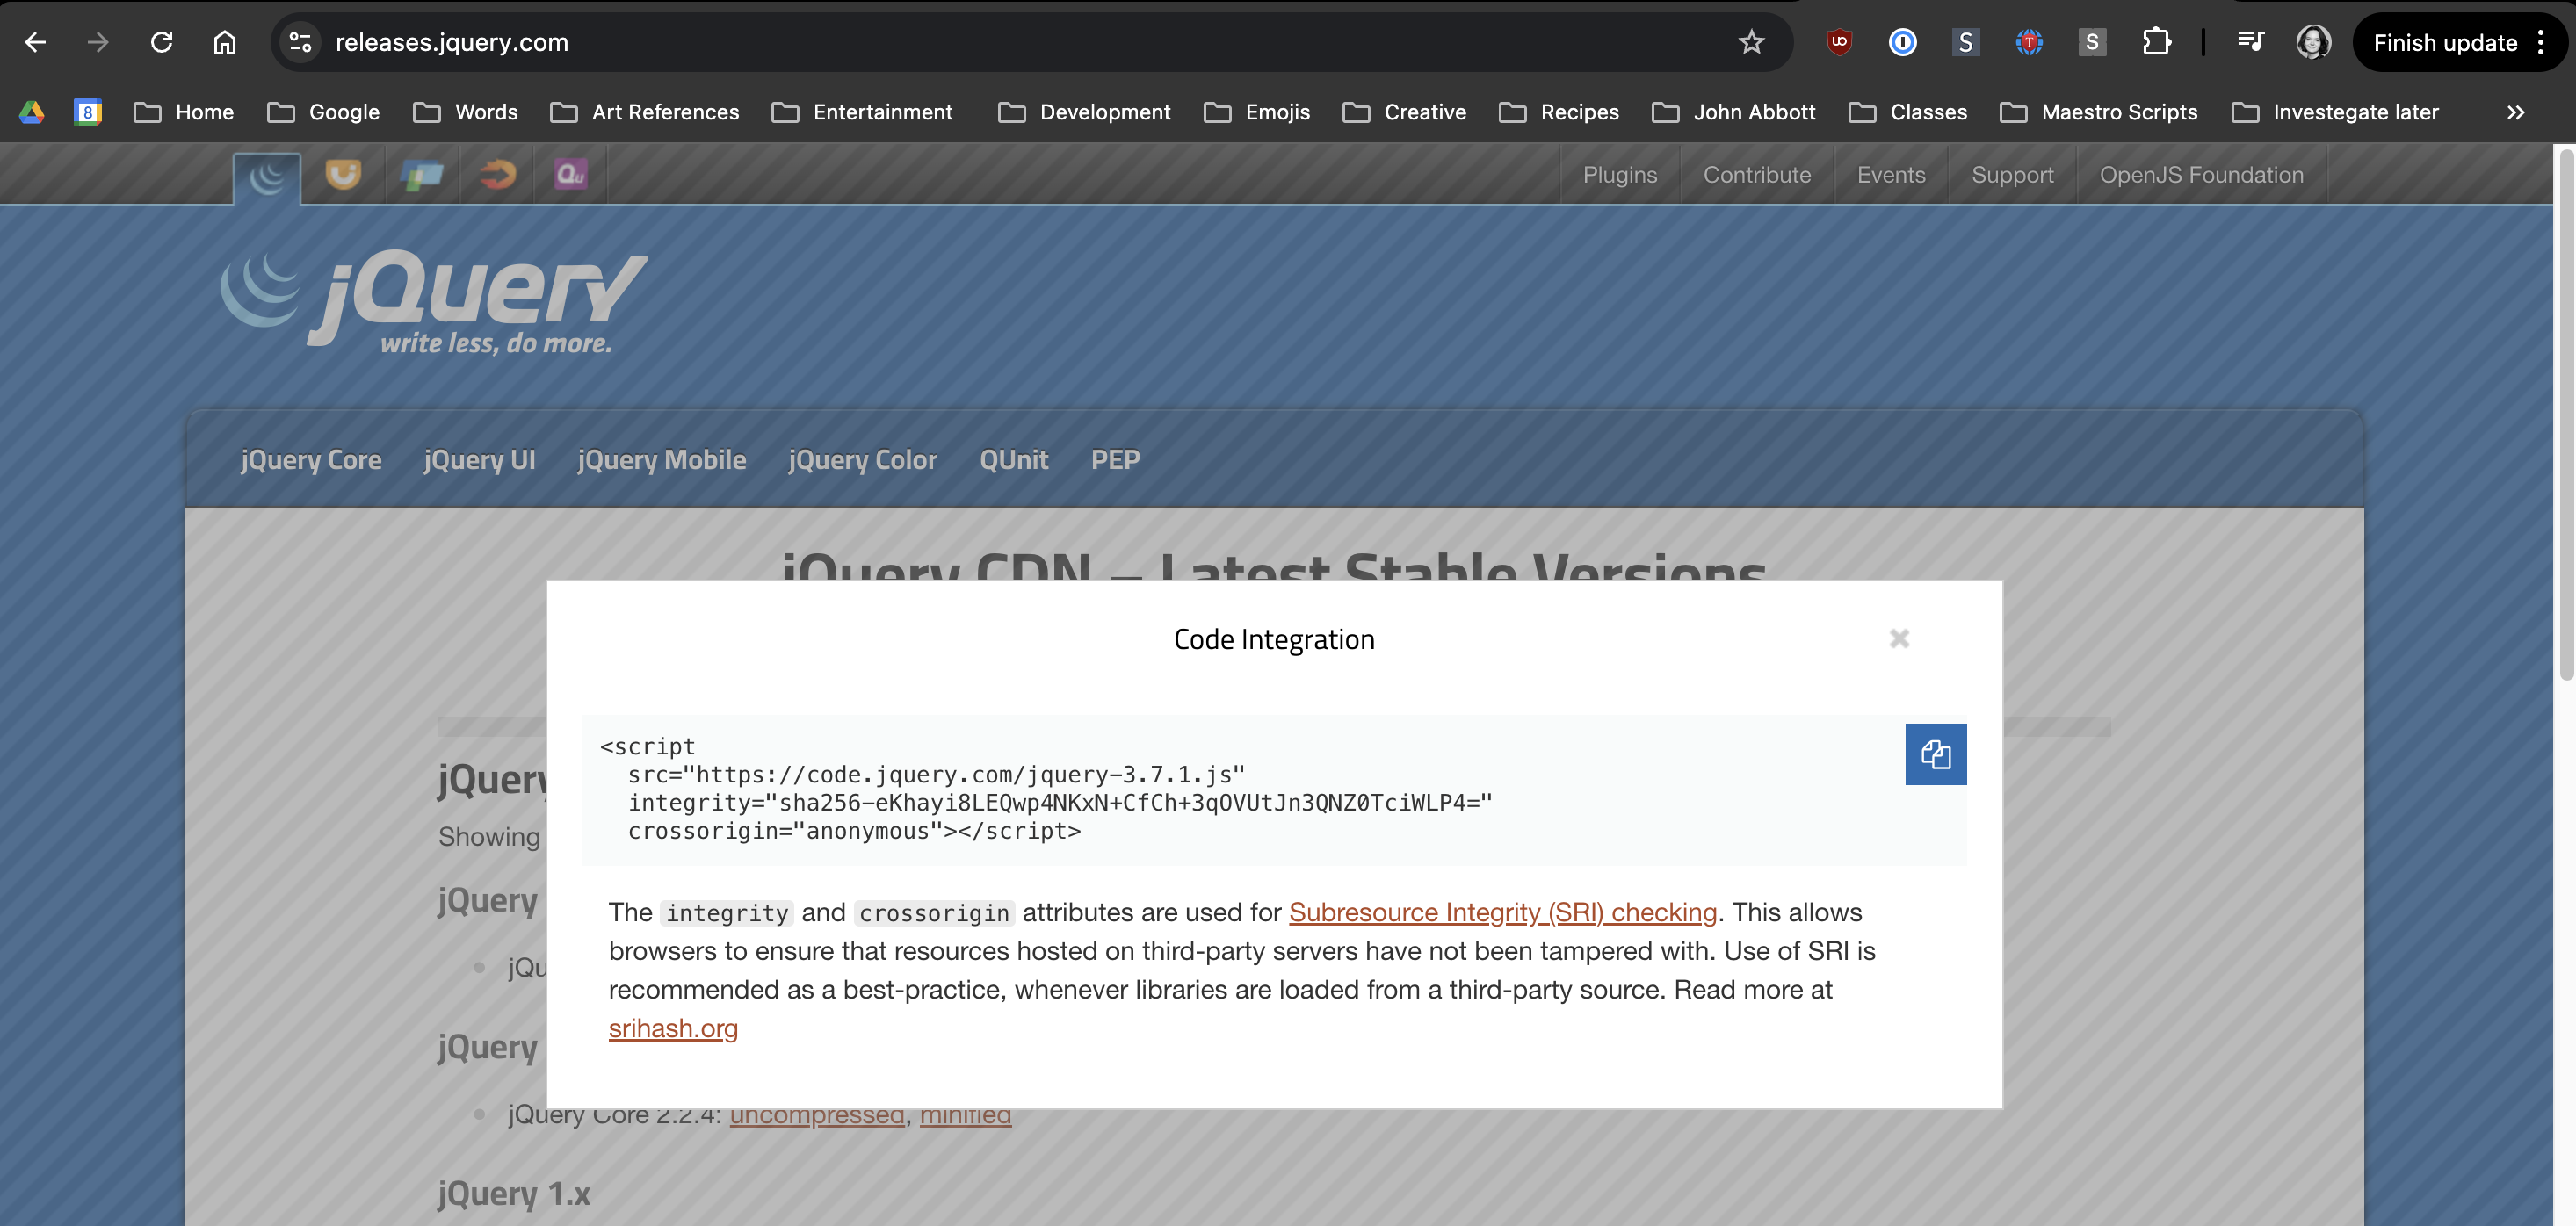 releases.jquery.com
Finish update
Home Google Words Art References Entertainment Development Emojis Creative Recipes John Abbott Classes Maestro Scripts Investegate later
Plugins Contribute Events Support OpenJS Foundation
jQuery
write less, do more.
jQuery Core jQuery UI jQuery Mobile jQuery Color QUnit PEP
jQuery CDN – Latest Stable Versions
Code Integration
<script
src="https://code.jquery.com/jquery-3.7.1.js"
integrity="sha256-eKhayi8LEQwp4NKxN+CfCh+3qOVUtJn3QNZ0TciWLP4="
crossorigin="anonymous"></script>
The integrity and crossorigin attributes are used for Subresource Integrity (SRI) checking. This allows
browsers to ensure that resources hosted on third-party servers have not been tampered with. Use of SRI is
recommended as a best-practice, whenever libraries are loaded from a third-party source. Read more at
srihash.org
jQuery
Showing
jQuery
jQu
jQuery
jQuery Core 2.2.4: uncompressed, minified
jQuery 1.x